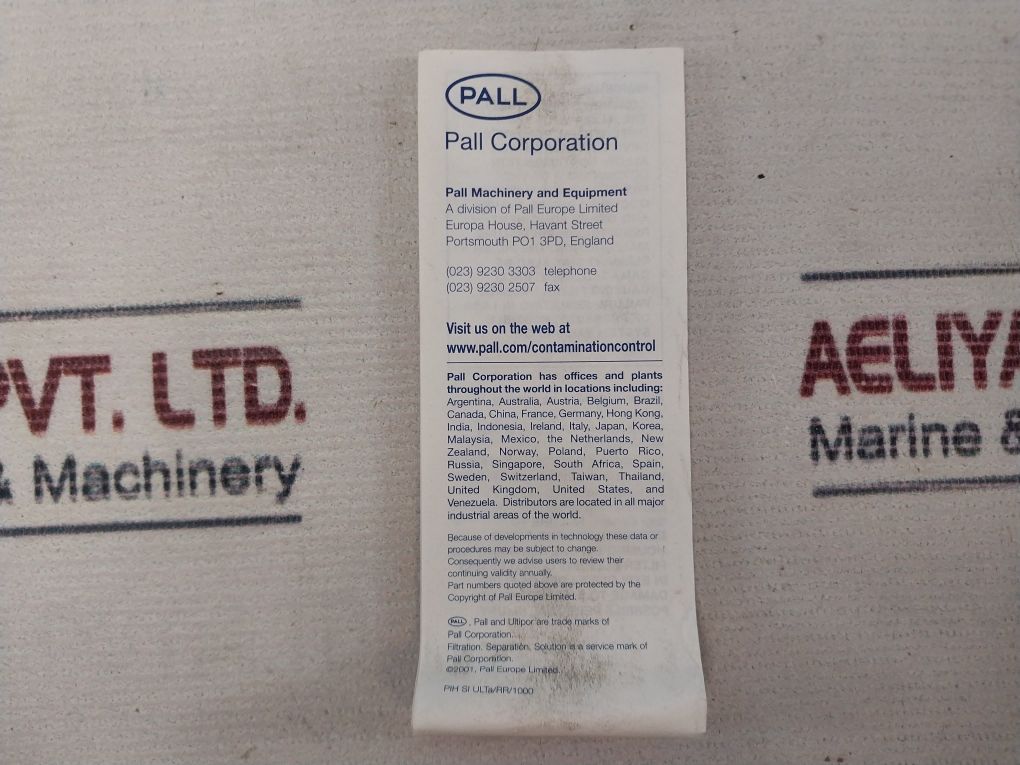 PALL
Pall Corporation
Pall Machinery and Equipment
A division of Pall Europe Limited
Europa House, Havant Street
Portsmouth PO1 3PD, England
(023) 9230 3303 telephone
(023) 9230 2507 fax
Visit us on the web at
www.pall.com/contaminationcontrol
Pall Corporation has offices and plants
throughout the world in locations including:
Argentina, Australia, Austria, Belgium, Brazil,
Canada, China, France, Germany, Hong Kong,
India, Indonesia, Ireland, Italy, Japan, Korea,
Malaysia, Mexico, the Netherlands, New
Zealand, Norway, Poland, Puerto Rico,
Russia, Singapore, South Africa, Spain,
Sweden, Switzerland, Taiwan, Thailand,
United Kingdom, United States, and
Venezuela. Distributors are located in all major
industrial areas of the world.
Because of developments in technology these data or
procedures may be subject to change.
Consequently we advise users to review their
continuing validity annually.
Part numbers quoted above are protected by the
Copyright of Pall Europe Limited.
PALL, Pall and Ultipor are trade marks of
Pall Corporation.
Filtration. Separation. Solution is a service mark of
Pall Corporation.
©2001, Pall Europe Limited.
PIH SI ULTa/RR/1000
PVT. LTD.
& Machinery
AELIYA
Marine &